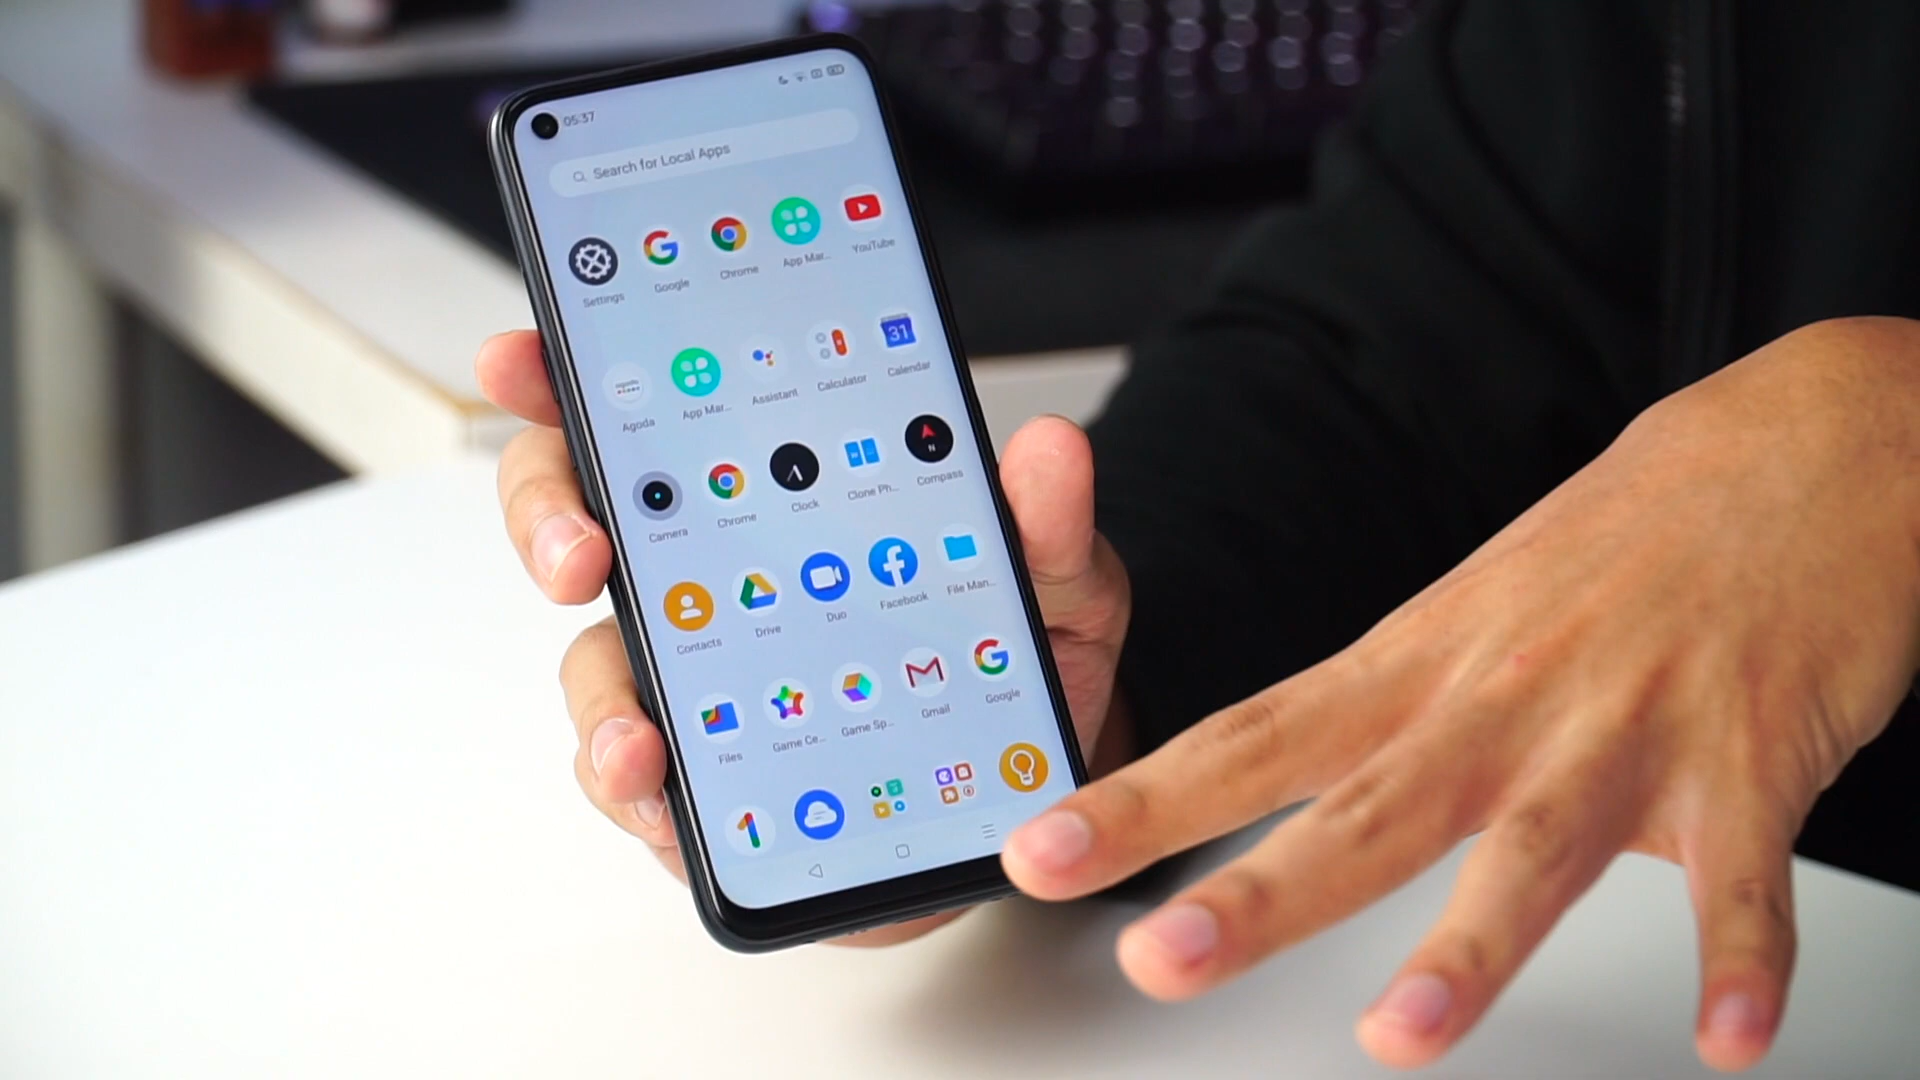 05:37
Search for Local Apps
Settings
Google
Chrome
App Mar...
YouTube
31
Agoda
App Mar...
Assistant
Calculator
Calendar
N
Camera
Chrome
Clock
Clone Ph...
Compass
Contacts
Drive
Duo
Facebook
File Man...
Files
Game Ce...
Game Sp...
Gmail
Google